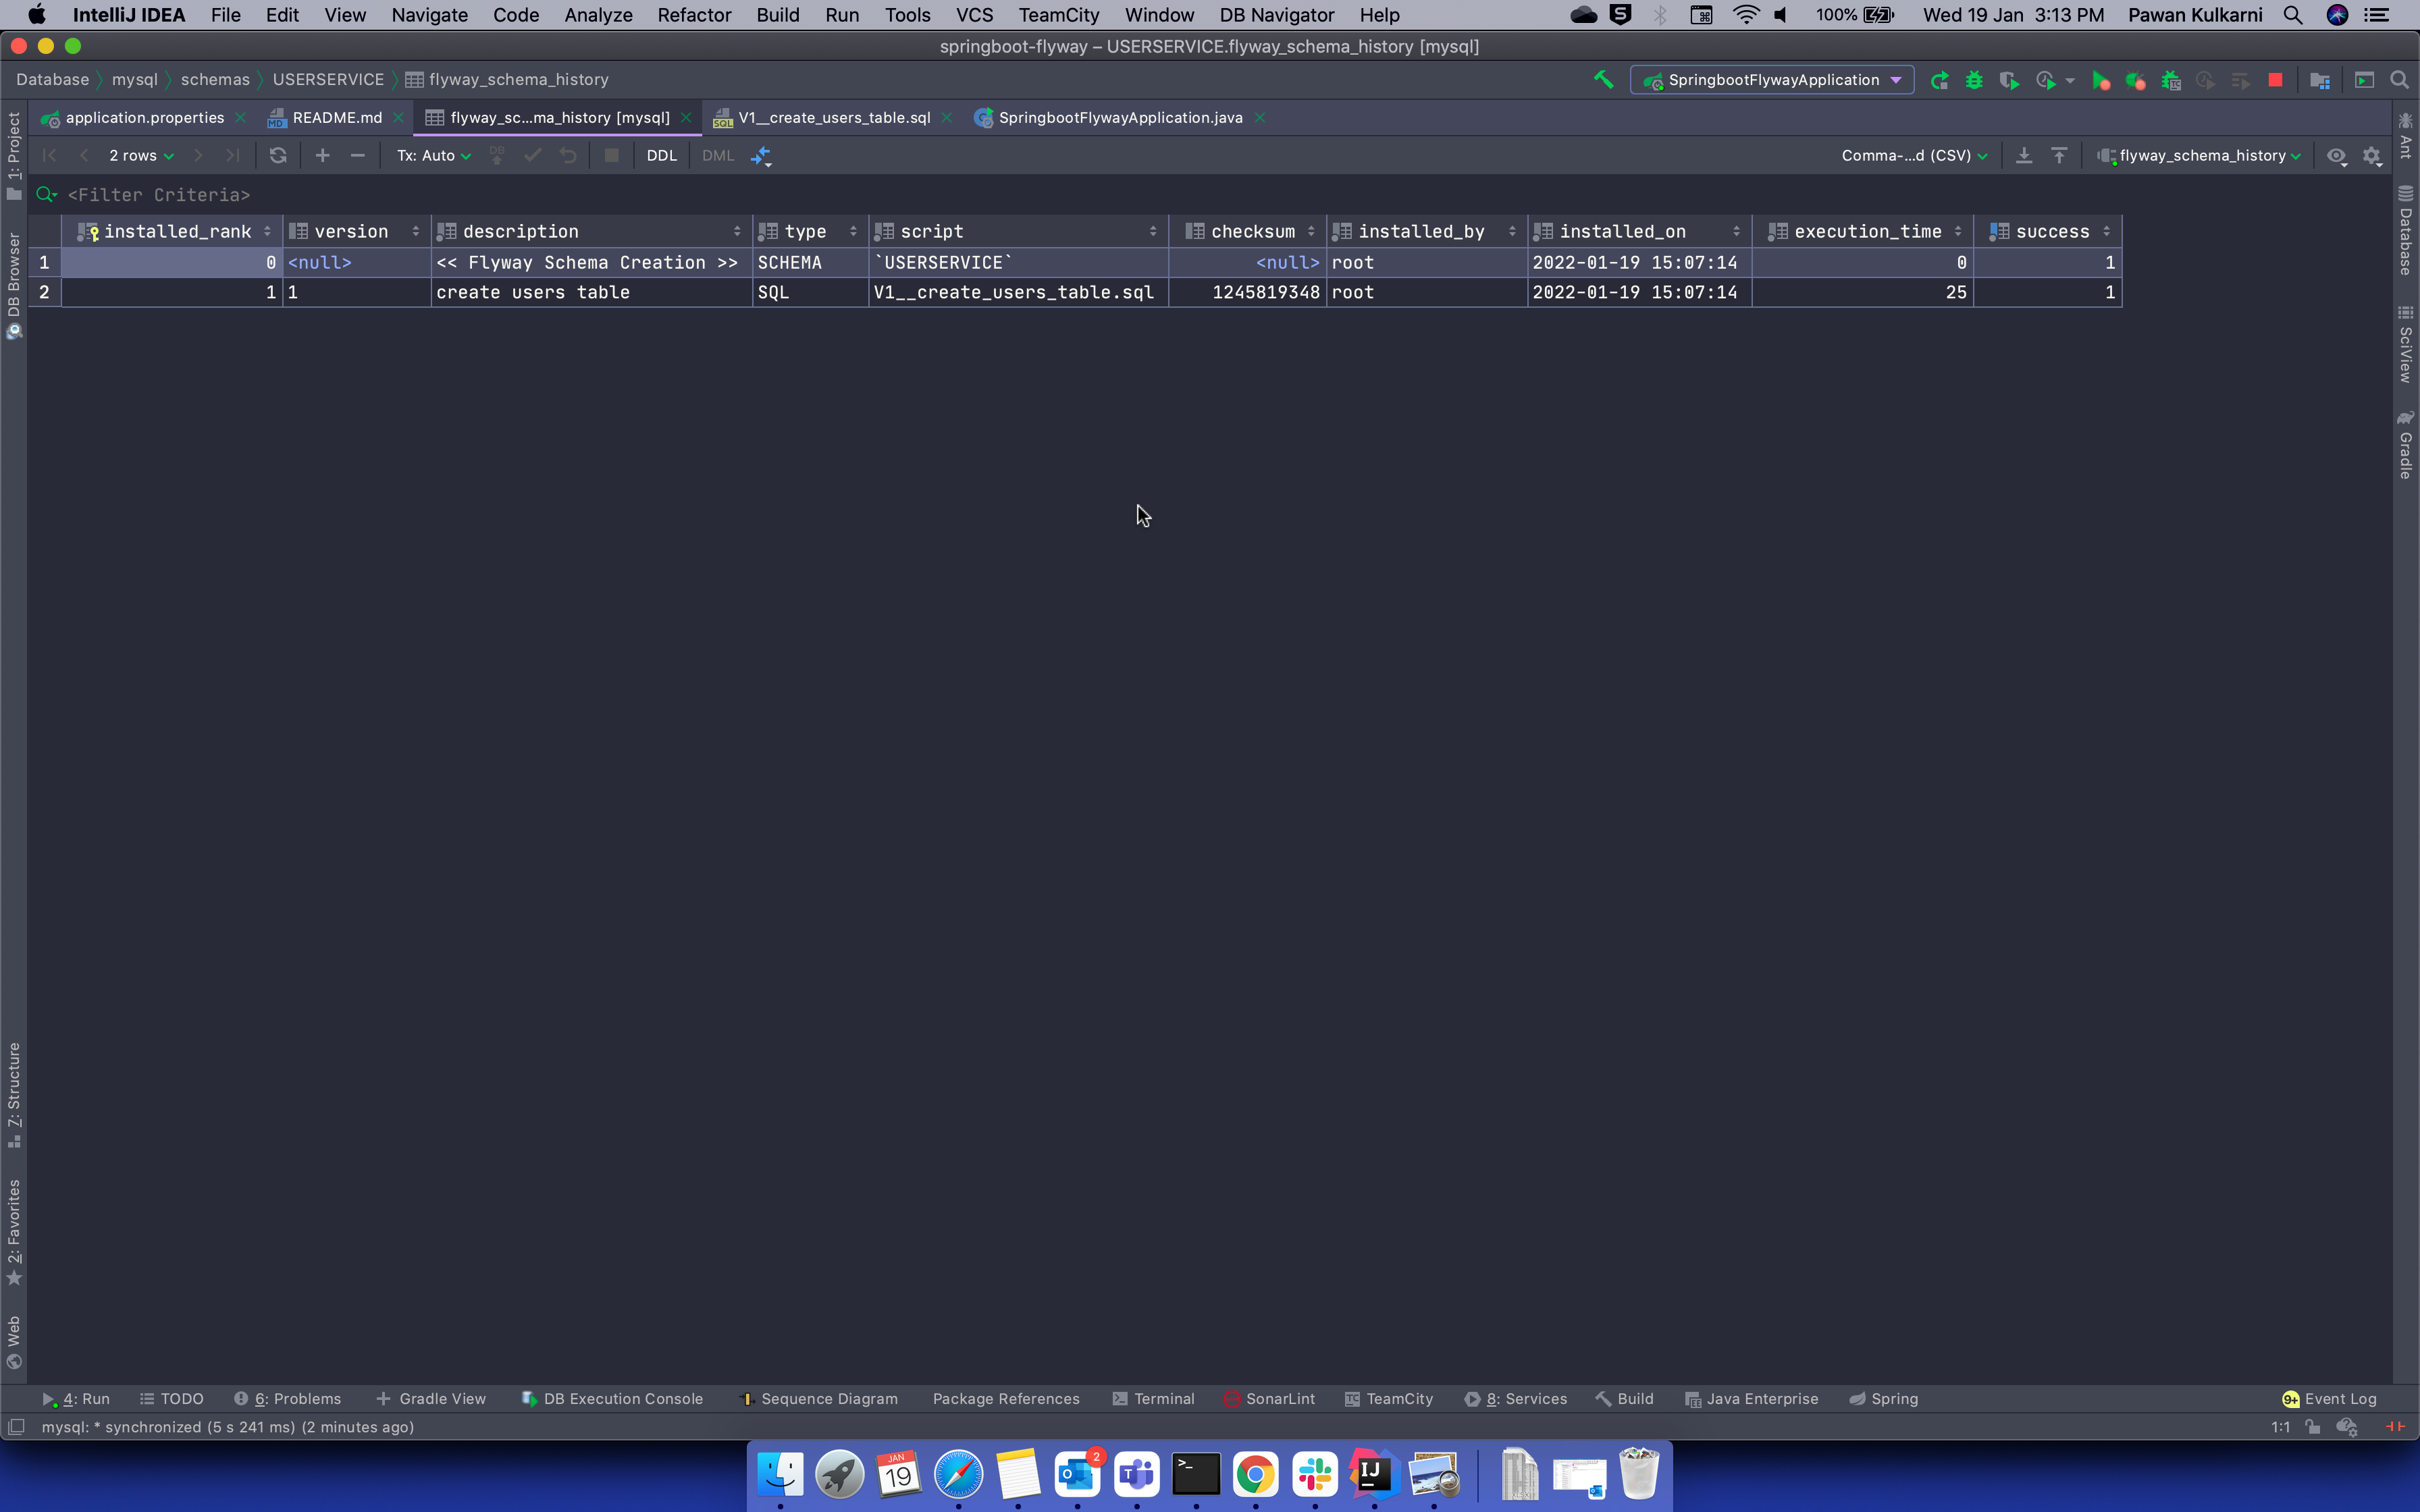 IntelliJ IDEA File Edit View Navigate Code Analyze Refactor Build Run Tools VCS TeamCity Window DB Navigator Help 100% Wed 19 Jan 3:13 PM Pawan Kulkarni
springboot-flyway – USERSERVICE.flyway_schema_history [mysql]
Database mysql schemas USERSERVICE flyway_schema_history SpringbootFlywayApplication
application.properties README.md flyway_sc...ma_history [mysql] V1__create_users_table.sql SpringbootFlywayApplication.java
2 rows Tx: Auto DB DDL DML Comma-...d (CSV) flyway_schema_history
<Filter Criteria>
installed_rank version description type script checksum installed_by installed_on execution_time success
1 0 <null> << Flyway Schema Creation >> SCHEMA `USERSERVICE` <null> root 2022-01-19 15:07:14 0 1
2 1 1 create users table SQL V1__create_users_table.sql 1245819348 root 2022-01-19 15:07:14 25 1
1: Project
DB Browser
7: Structure
2: Favorites
Web
Ant
Database
SciView
Gradle
4: Run TODO 6: Problems Gradle View DB Execution Console Sequence Diagram Package References Terminal SonarLint TeamCity 8: Services Build Java Enterprise Spring 9+ Event Log
mysql: * synchronized (5 s 241 ms) (2 minutes ago) 1:1
JAN
19
2
IJ